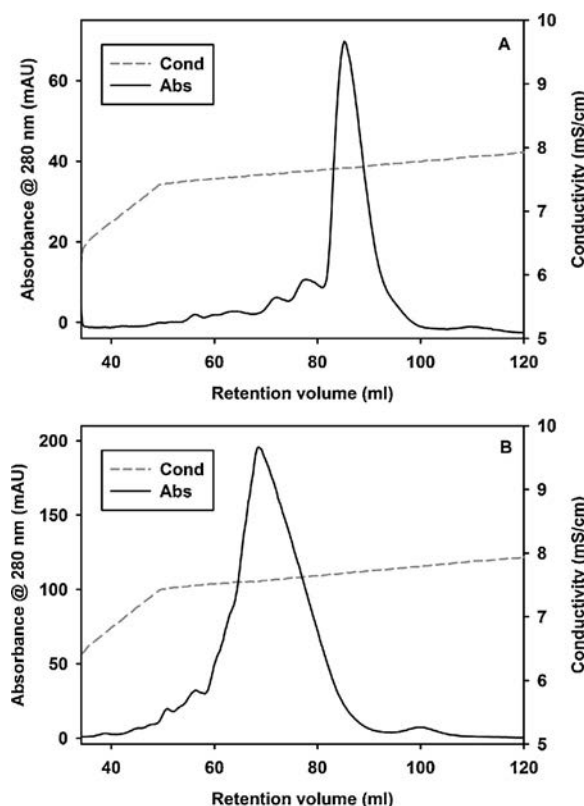 A
Cond
Abs
Absorbance @ 280 nm (mAU)
60
40
20
0
10
9
8
7
6
5
Conductivity (mS/cm)
40 60 80 100 120
Retention volume (ml)
B
Cond
Abs
Absorbance @ 280 nm (mAU)
200
150
100
50
0
10
9
8
7
6
5
Conductivity (mS/cm)
40 60 80 100 120
Retention volume (ml)